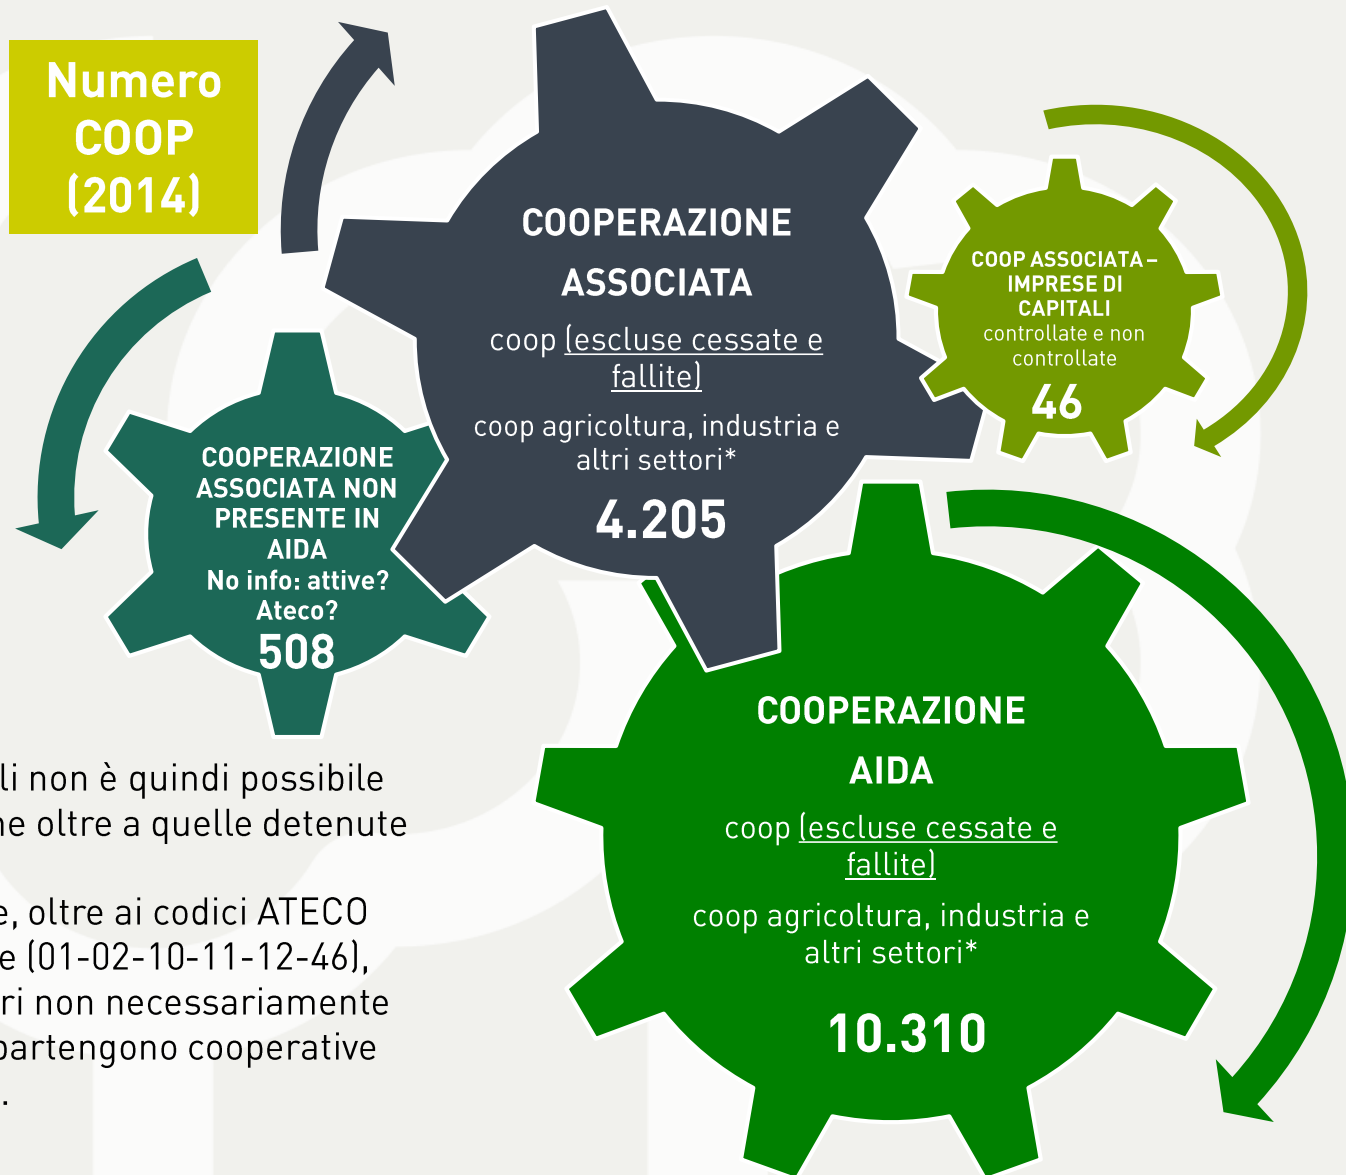 Numero
COOP
(2014)
COOPERAZIONE
ASSOCIATA
coop (escluse cessate e
fallite)
coop agricoltura, industria e
altri settori*
4.205
COOP ASSOCIATA –
IMPRESE DI
CAPITALI
controllate e non
controllate
46
COOPERAZIONE
ASSOCIATA NON
PRESENTE IN
AIDA
No info: attive?
Ateco?
508
COOPERAZIONE
AIDA
coop (escluse cessate e
fallite)
coop agricoltura, industria e
altri settori*
10.310
li non è quindi possibile
ne oltre a quelle detenute
e, oltre ai codici ATECO
e (01-02-10-11-12-46),
ri non necessariamente
partengono cooperative
.